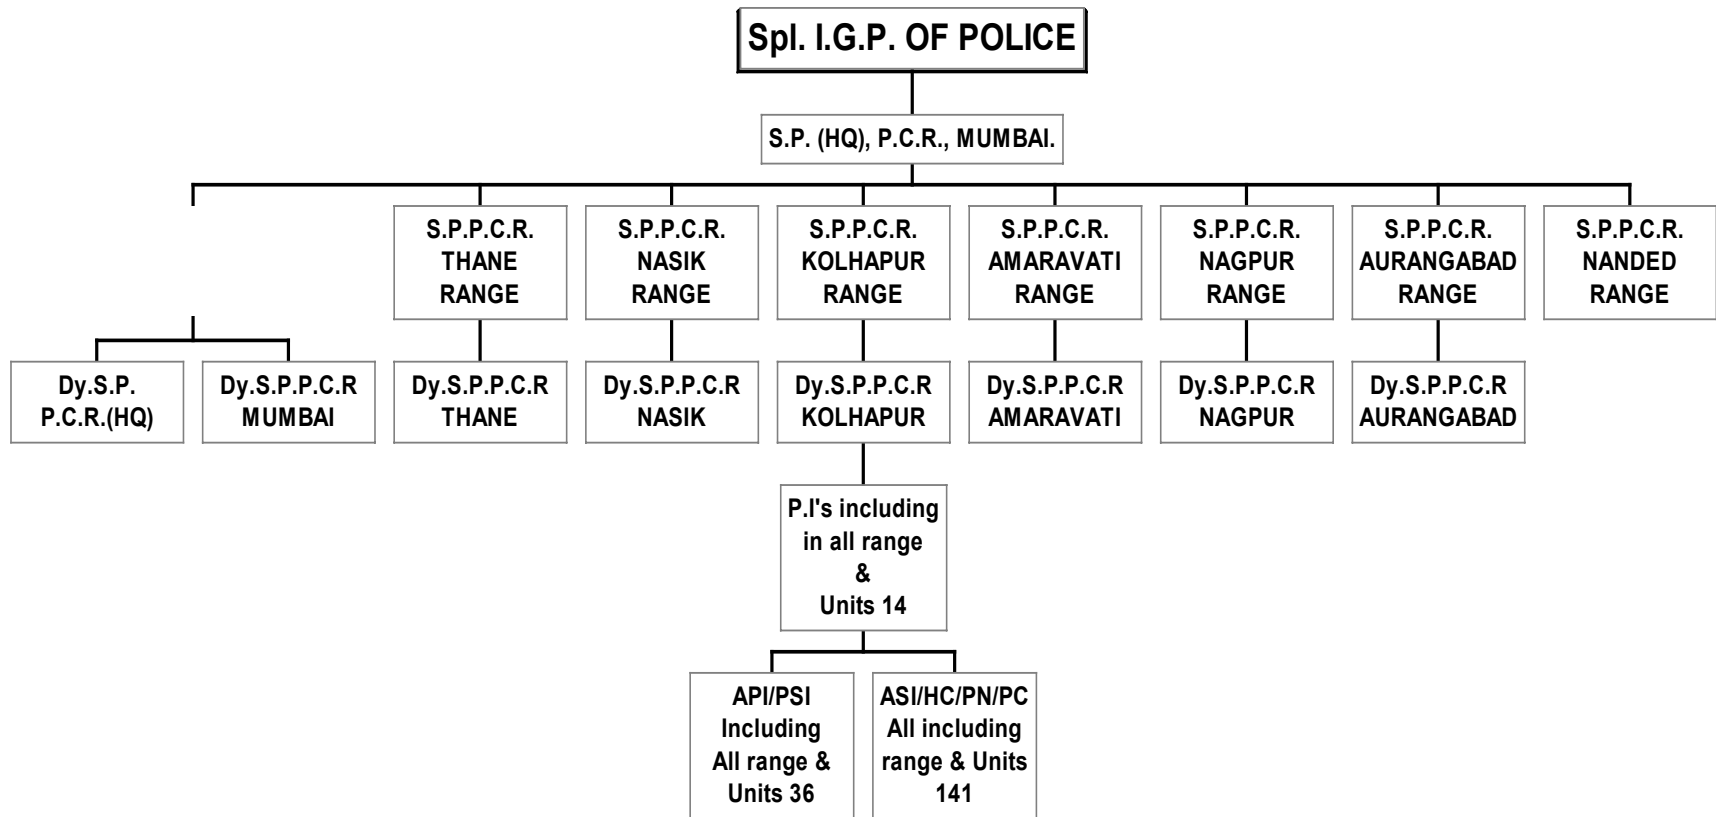 Spl. I.G.P. OF POLICE
S.P. (HQ), P.C.R., MUMBAI.
S.P.P.C.R.
THANE
RANGE
S.P.P.C.R.
NASIK
RANGE
S.P.P.C.R.
KOLHAPUR
RANGE
S.P.P.C.R.
AMARAVATI
RANGE
S.P.P.C.R.
NAGPUR
RANGE
S.P.P.C.R.
AURANGABAD
RANGE
S.P.P.C.R.
NANDED
RANGE
Dy.S.P.
P.C.R.(HQ)
Dy.S.P.P.C.R
MUMBAI
Dy.S.P.P.C.R
THANE
Dy.S.P.P.C.R
NASIK
Dy.S.P.P.C.R
KOLHAPUR
Dy.S.P.P.C.R
AMARAVATI
Dy.S.P.P.C.R
NAGPUR
Dy.S.P.P.C.R
AURANGABAD
P.I's including
in all range
&
Units 14
API/PSI
Including
All range &
Units 36
ASI/HC/PN/PC
All including
range & Units
141